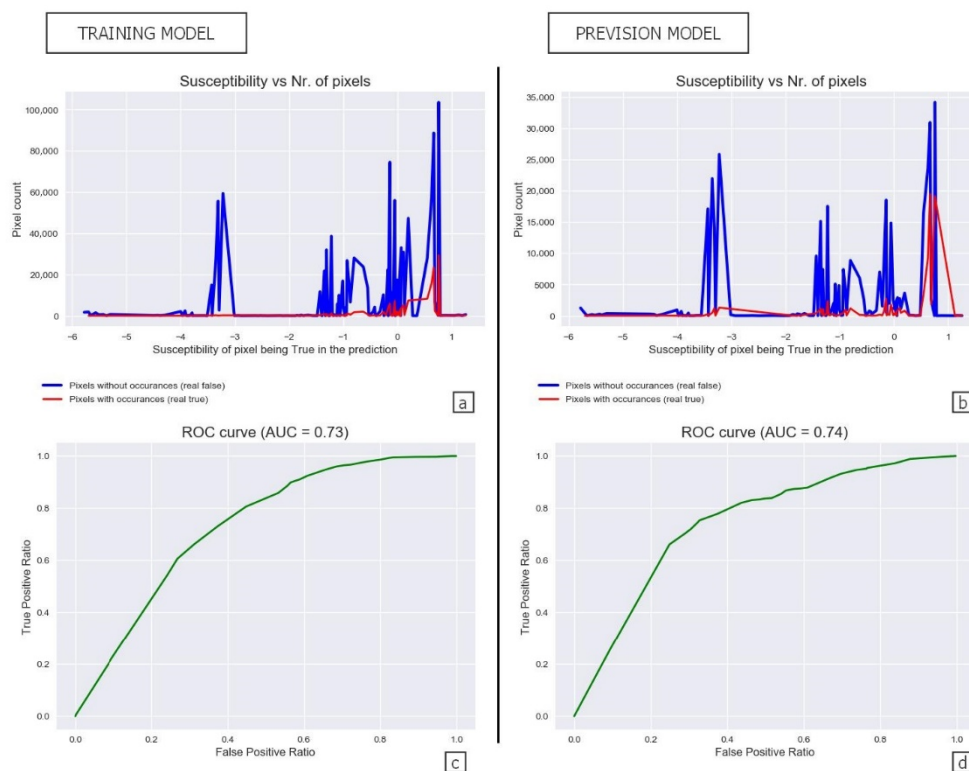 TRAINING MODEL
PREVISION MODEL
Susceptibility vs Nr. of pixels
100,000
80,000
60,000
40,000
20,000
0
Pixel count
−6 −5 −4 −3 −2 −1 0 1
Susceptibility of pixel being True in the prediction
Pixels without occurances (real false)
Pixels with occurances (real true)
a
Susceptibility vs Nr. of pixels
35.000
30,000
25,000
20,000
15,000
10,000
5000
0
Pixel count
−6 −5 −4 −3 −2 −1 0 1
Susceptibility of pixel being True in the prediction
Pixels without occurances (real false)
Pixels with occurances (real true)
b
ROC curve (AUC = 0.73)
1.0
0.8
0.6
0.4
0.2
0.0
True Positive Ratio
0.0 0.2 0.4 0.6 0.8 1.0
False Positive Ratio
c
ROC curve (AUC = 0.74)
1.0
0.8
0.6
0.4
0.2
0.0
True Positive Ratio
0.0 0.2 0.4 0.6 0.8 1.0
False Positive Ratio
d